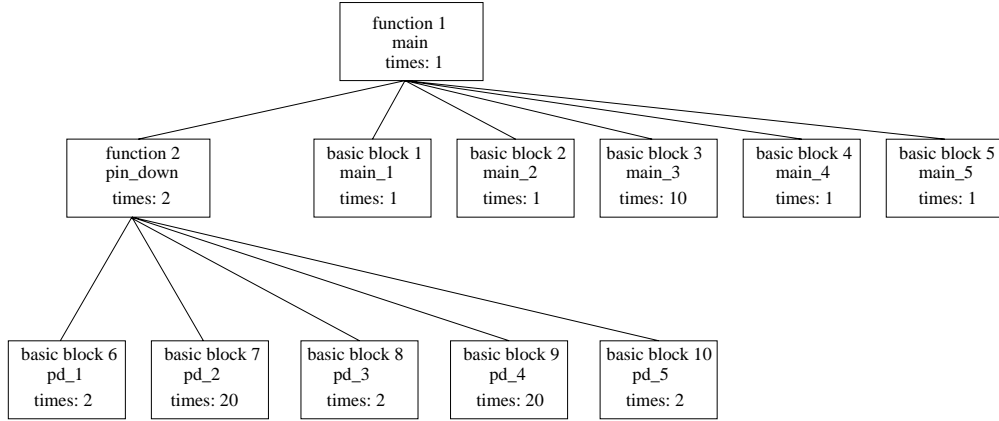 function 1
main
times: 1
function 2
pin_down
times: 2
basic block 1
main_1
times: 1
basic block 2
main_2
times: 1
basic block 3
main_3
times: 10
basic block 4
main_4
times: 1
basic block 5
main_5
times: 1
basic block 6
pd_1
times: 2
basic block 7
pd_2
times: 20
basic block 8
pd_3
times: 2
basic block 9
pd_4
times: 20
basic block 10
pd_5
times: 2